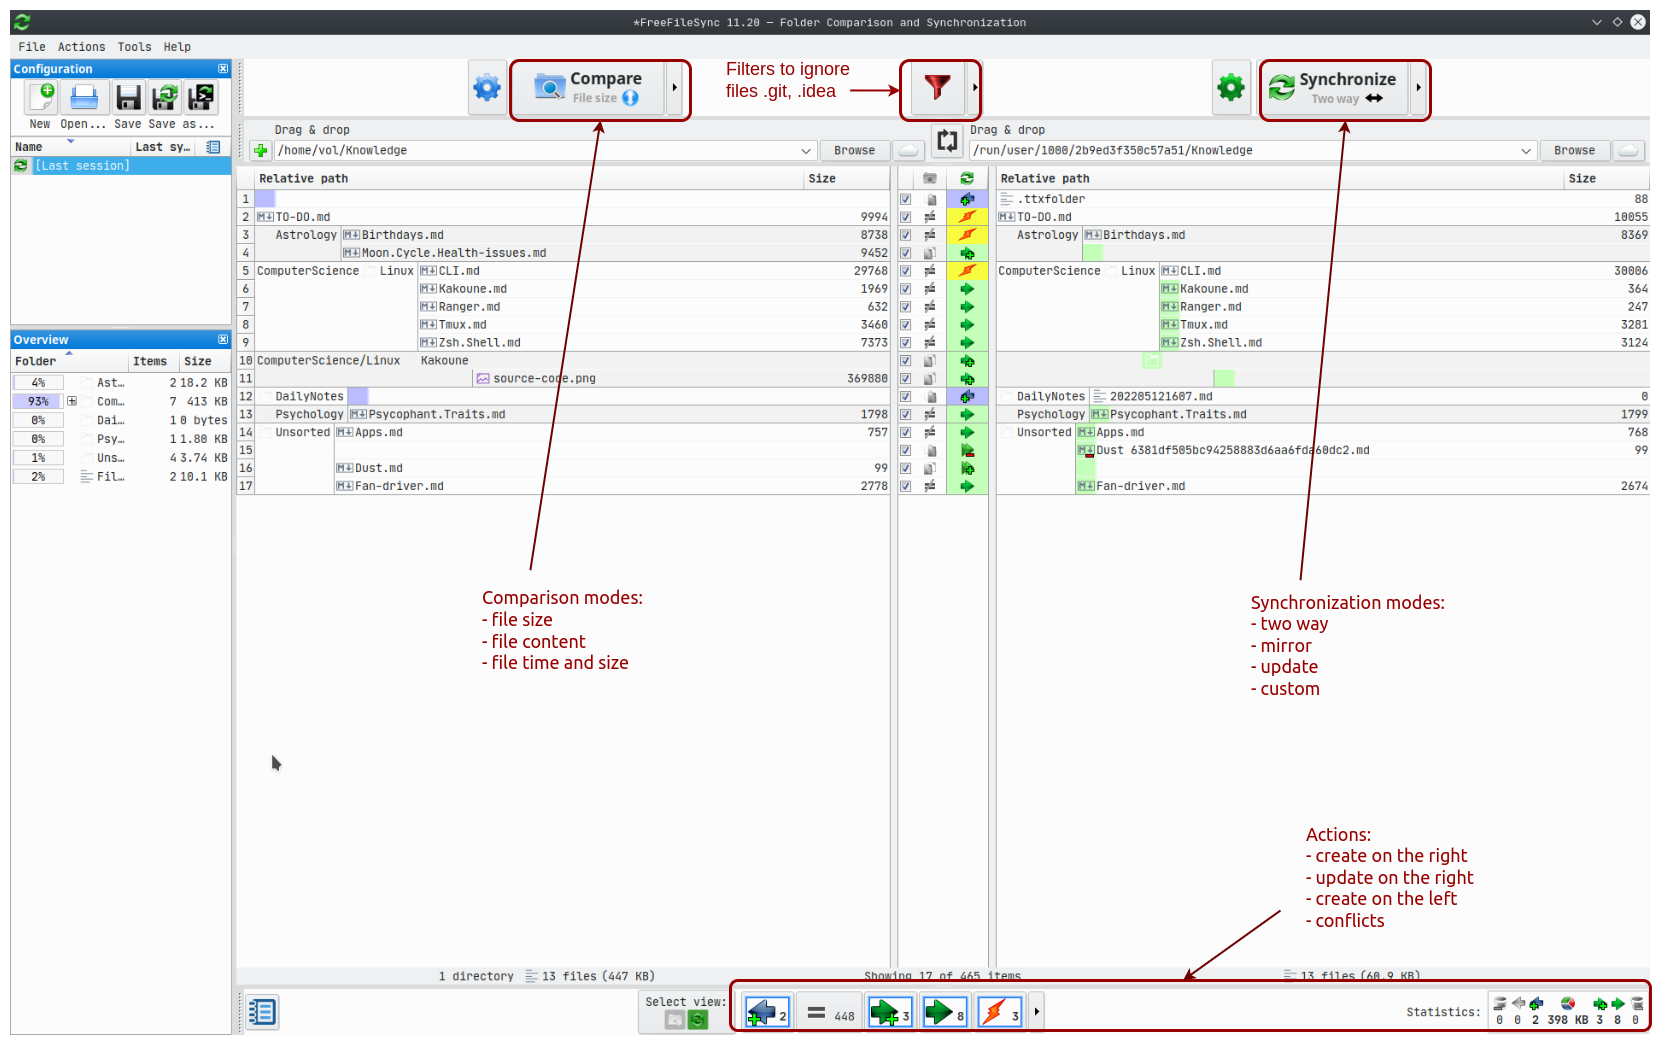 *FreeFileSync 11.20 — Folder Comparison and Synchronization
File Actions Tools Help
Configuration
New Open... Save Save as...
Name Last sy...
[Last session]
Overview
Folder Items Size
4% Ast... 2 18.2 KB
93% Com... 7 413 KB
0% Dai... 1 0 bytes
0% Psy... 1 1.80 KB
1% Uns... 4 3.74 KB
2% Fil... 2 10.1 KB
Compare
File size
Filters to ignore
files .git, .idea
Synchronize
Two way
Drag & drop
/home/vol/Knowledge Browse
Drag & drop
/run/user/1000/2b9ed3f350c57a51/Knowledge Browse
Relative path Size Relative path Size
1 .ttxfolder 88
2 TO-DO.md 9994 TO-DO.md 10055
3 Astrology Birthdays.md 8738 Astrology Birthdays.md 8369
4 Moon.Cycle.Health-issues.md 9452
5 ComputerScience Linux CLI.md 29768 ComputerScience Linux CLI.md 30006
6 Kakoune.md 1969 Kakoune.md 364
7 Ranger.md 632 Ranger.md 247
8 Tmux.md 3460 Tmux.md 3281
9 Zsh.Shell.md 7373 Zsh.Shell.md 3124
10 ComputerScience/Linux Kakoune
11 source-code.png 369880
12 DailyNotes DailyNotes 202205121607.md 0
13 Psychology Psycophant.Traits.md 1798 Psychology Psycophant.Traits.md 1799
14 Unsorted Apps.md 757 Unsorted Apps.md 768
15 Dust 6381df505bc94258883d6aa6fda60dc2.md 99
16 Dust.md 99
17 Fan-driver.md 2778 Fan-driver.md 2674
Comparison modes:
- file size
- file content
- file time and size
Synchronization modes:
- two way
- mirror
- update
- custom
Actions:
- create on the right
- update on the right
- create on the left
- conflicts
1 directory 13 files (447 KB) Showing 17 of 465 items 13 files (60.9 KB)
Select view: 2 448 3 8 3
Statistics: 0 0 2 398 KB 3 8 0